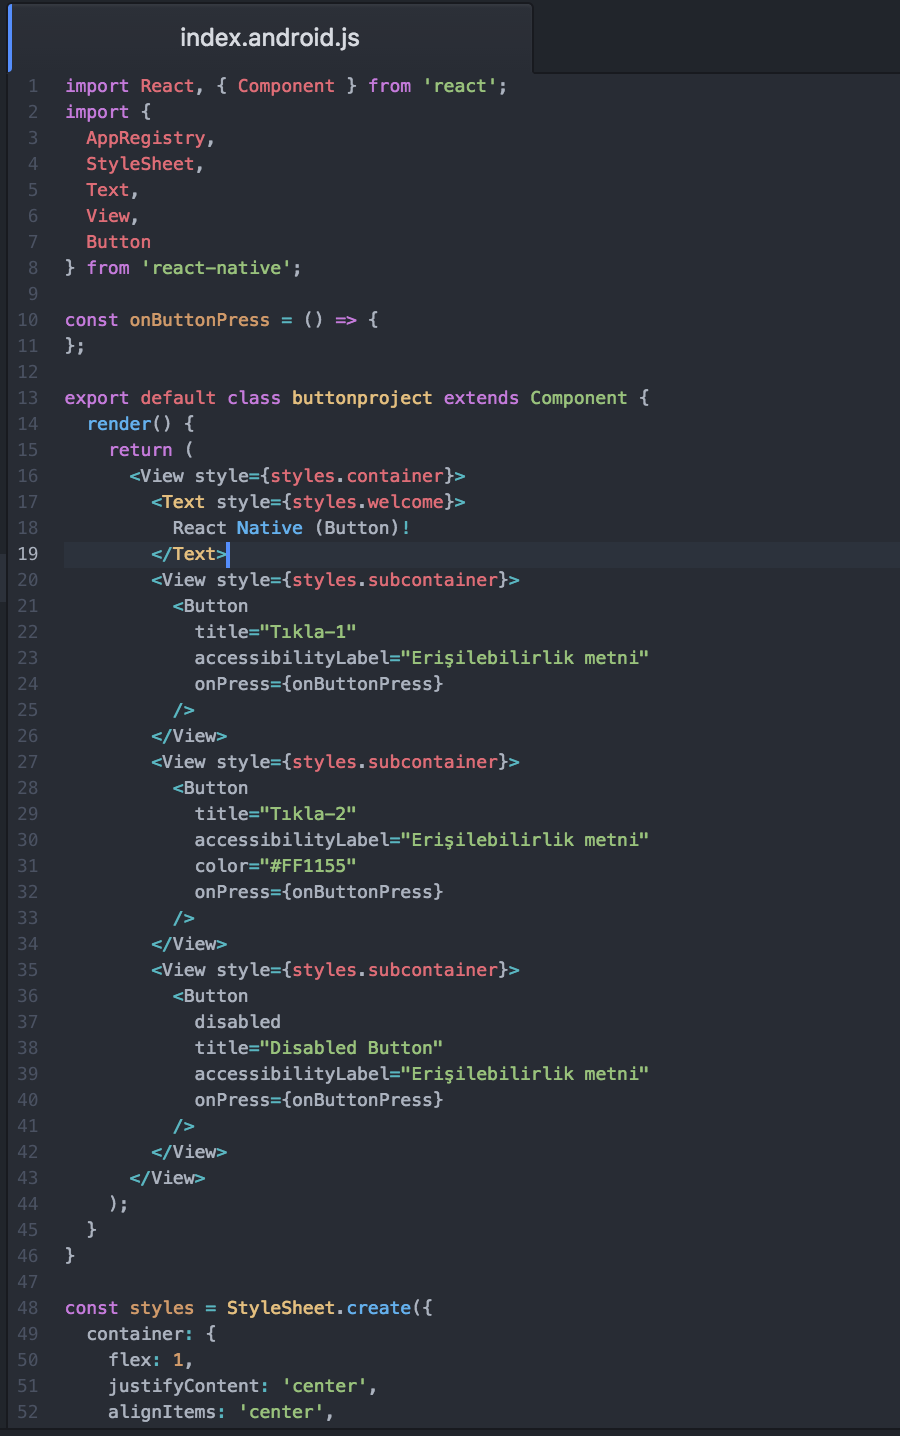 index.android.js
1 import React, { Component } from 'react';
2 import {
3   AppRegistry,
4   StyleSheet,
5   Text,
6   View,
7   Button
8 } from 'react-native';
9
10 const onButtonPress = () => {
11 };
12
13 export default class buttonproject extends Component {
14   render() {
15     return (
16       <View style={styles.container}>
17         <Text style={styles.welcome}>
18           React Native (Button)!
19         </Text>
20         <View style={styles.subcontainer}>
21           <Button
22             title="Tıkla-1"
23             accessibilityLabel="Erişilebilirlik metni"
24             onPress={onButtonPress}
25           />
26         </View>
27         <View style={styles.subcontainer}>
28           <Button
29             title="Tıkla-2"
30             accessibilityLabel="Erişilebilirlik metni"
31             color="#FF1155"
32             onPress={onButtonPress}
33           />
34         </View>
35         <View style={styles.subcontainer}>
36           <Button
37             disabled
38             title="Disabled Button"
39             accessibilityLabel="Erişilebilirlik metni"
40             onPress={onButtonPress}
41           />
42         </View>
43       </View>
44     );
45   }
46 }
47
48 const styles = StyleSheet.create({
49   container: {
50     flex: 1,
51     justifyContent: 'center',
52     alignItems: 'center',